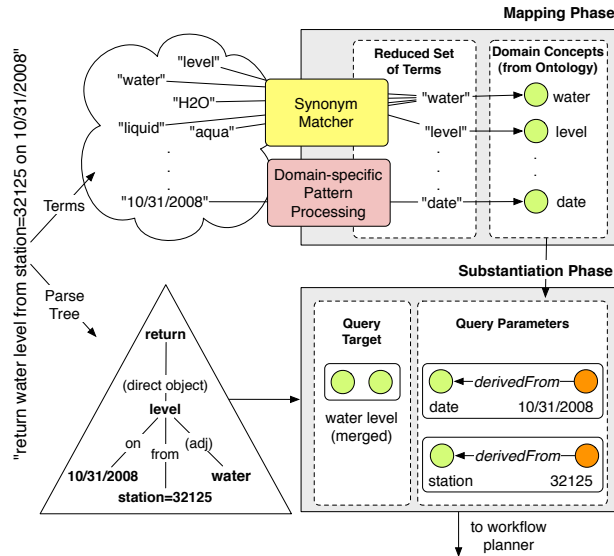 "return water level from station=32125 on 10/31/2008"
Terms
Parse
Tree
"level"
"water"
"H2O"
"liquid"
"aqua"
.
.
.
"10/31/2008"
Synonym
Matcher
Domain-specific
Pattern
Processing
Mapping Phase
Reduced Set
of Terms
"water"
"level"
.
.
.
"date"
Domain Concepts
(from Ontology)
water
level
.
.
.
date
Substantiation Phase
return
(direct object)
level
on
from
(adj)
10/31/2008
water
station=32125
Query
Target
water level
(merged)
Query Parameters
derivedFrom
date
10/31/2008
derivedFrom
station
32125
to workflow
planner